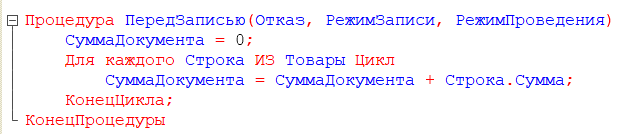 Процедура ПередЗаписью(Отказ, РежимЗаписи, РежимПроведения)
СуммаДокумента = 0;
Для каждого Строка ИЗ Товары Цикл
СуммаДокумента = СуммаДокумента + Строка.Сумма;
КонецЦикла;
КонецПроцедуры